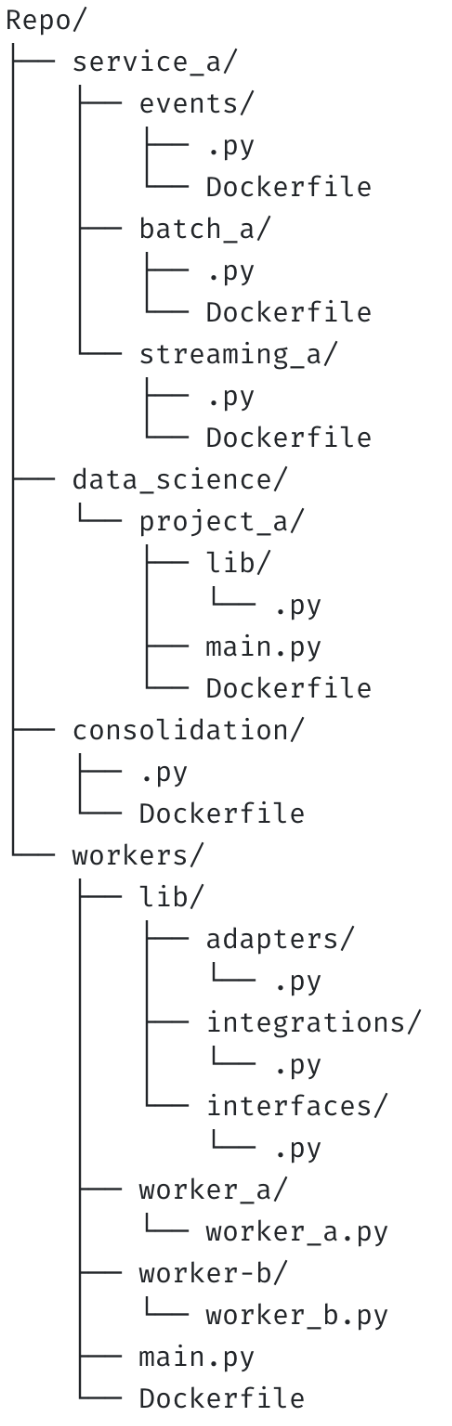 Repo/
├── service_a/
│   ├── events/
│   │   ├── .py
│   │   └── Dockerfile
│   ├── batch_a/
│   │   ├── .py
│   │   └── Dockerfile
│   └── streaming_a/
│       ├── .py
│       └── Dockerfile
├── data_science/
│   └── project_a/
│       ├── lib/
│       │   └── .py
│       ├── main.py
│       └── Dockerfile
├── consolidation/
│   ├── .py
│   └── Dockerfile
└── workers/
    ├── lib/
    │   ├── adapters/
    │   │   └── .py
    │   ├── integrations/
    │   │   └── .py
    │   └── interfaces/
    │       └── .py
    ├── worker_a/
    │   └── worker_a.py
    ├── worker-b/
    │   └── worker_b.py
    ├── main.py
    └── Dockerfile